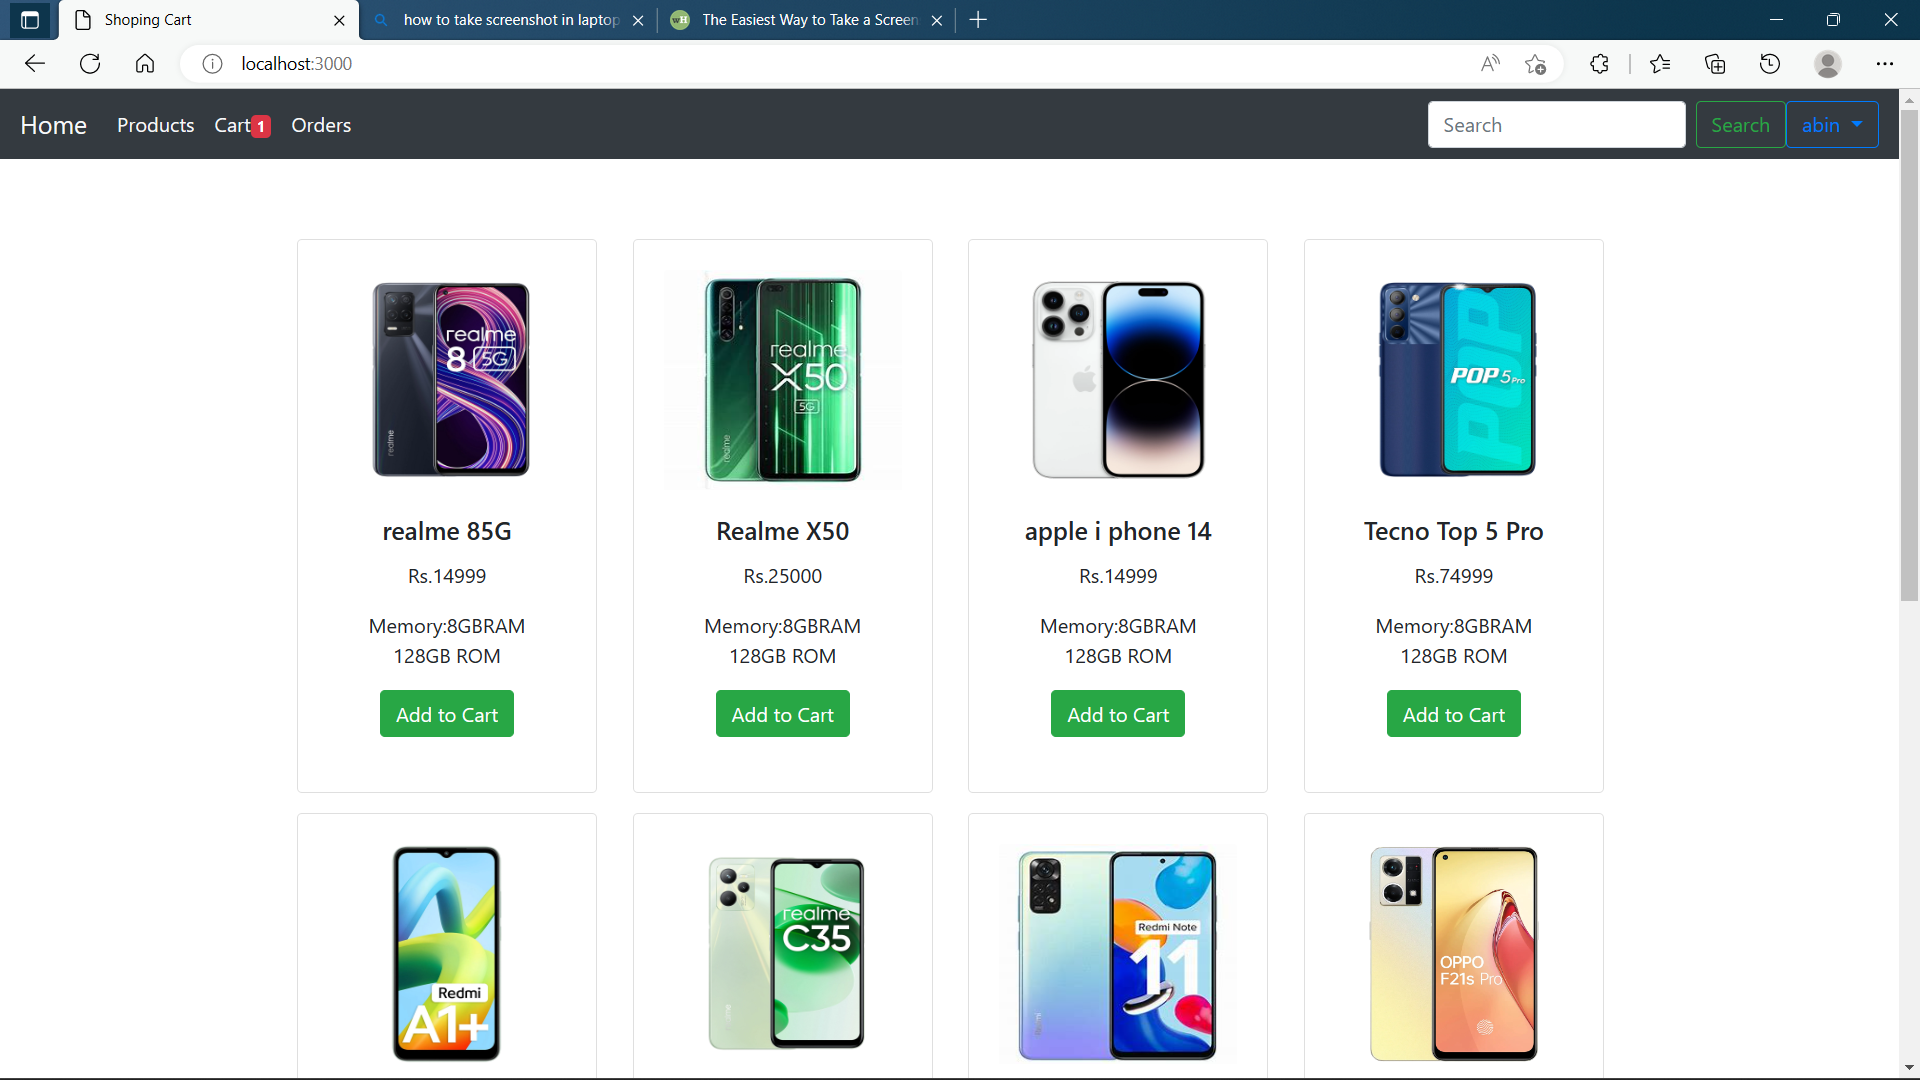 Shoping Cart
how to take screenshot in laptop
The Easiest Way to Take a Screen
localhost:3000
Home Products Cart 1 Orders Search Search abin
realme
8 5G
realme
realme
X50
5G
realme
POP
POP 5 Pro
realme 85G
Rs.14999
Memory:8GBRAM
128GB ROM
Add to Cart
Realme X50
Rs.25000
Memory:8GBRAM
128GB ROM
Add to Cart
apple i phone 14
Rs.14999
Memory:8GBRAM
128GB ROM
Add to Cart
Tecno Top 5 Pro
Rs.74999
Memory:8GBRAM
128GB ROM
Add to Cart
Redmi
A1+
realme
C35
Redmi Note
11
OPPO
F21s Pro